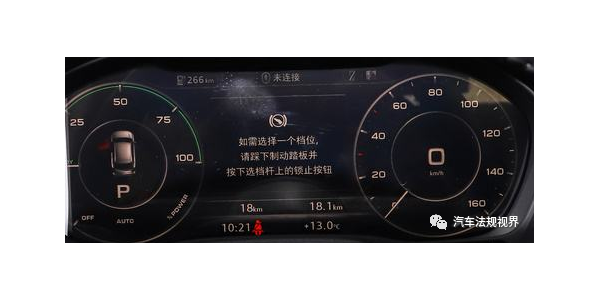 266km
未连接
Z
50
25
75
100
P
OFF
AUTO
%POWER
如需选择一个档位,
请踩下制动踏板并
按下选档杆上的锁止按钮
18km
18.1km
10:21
+13.0°C
80
60
100
40
120
20
140
0
160
0
km/h
汽车法规视界